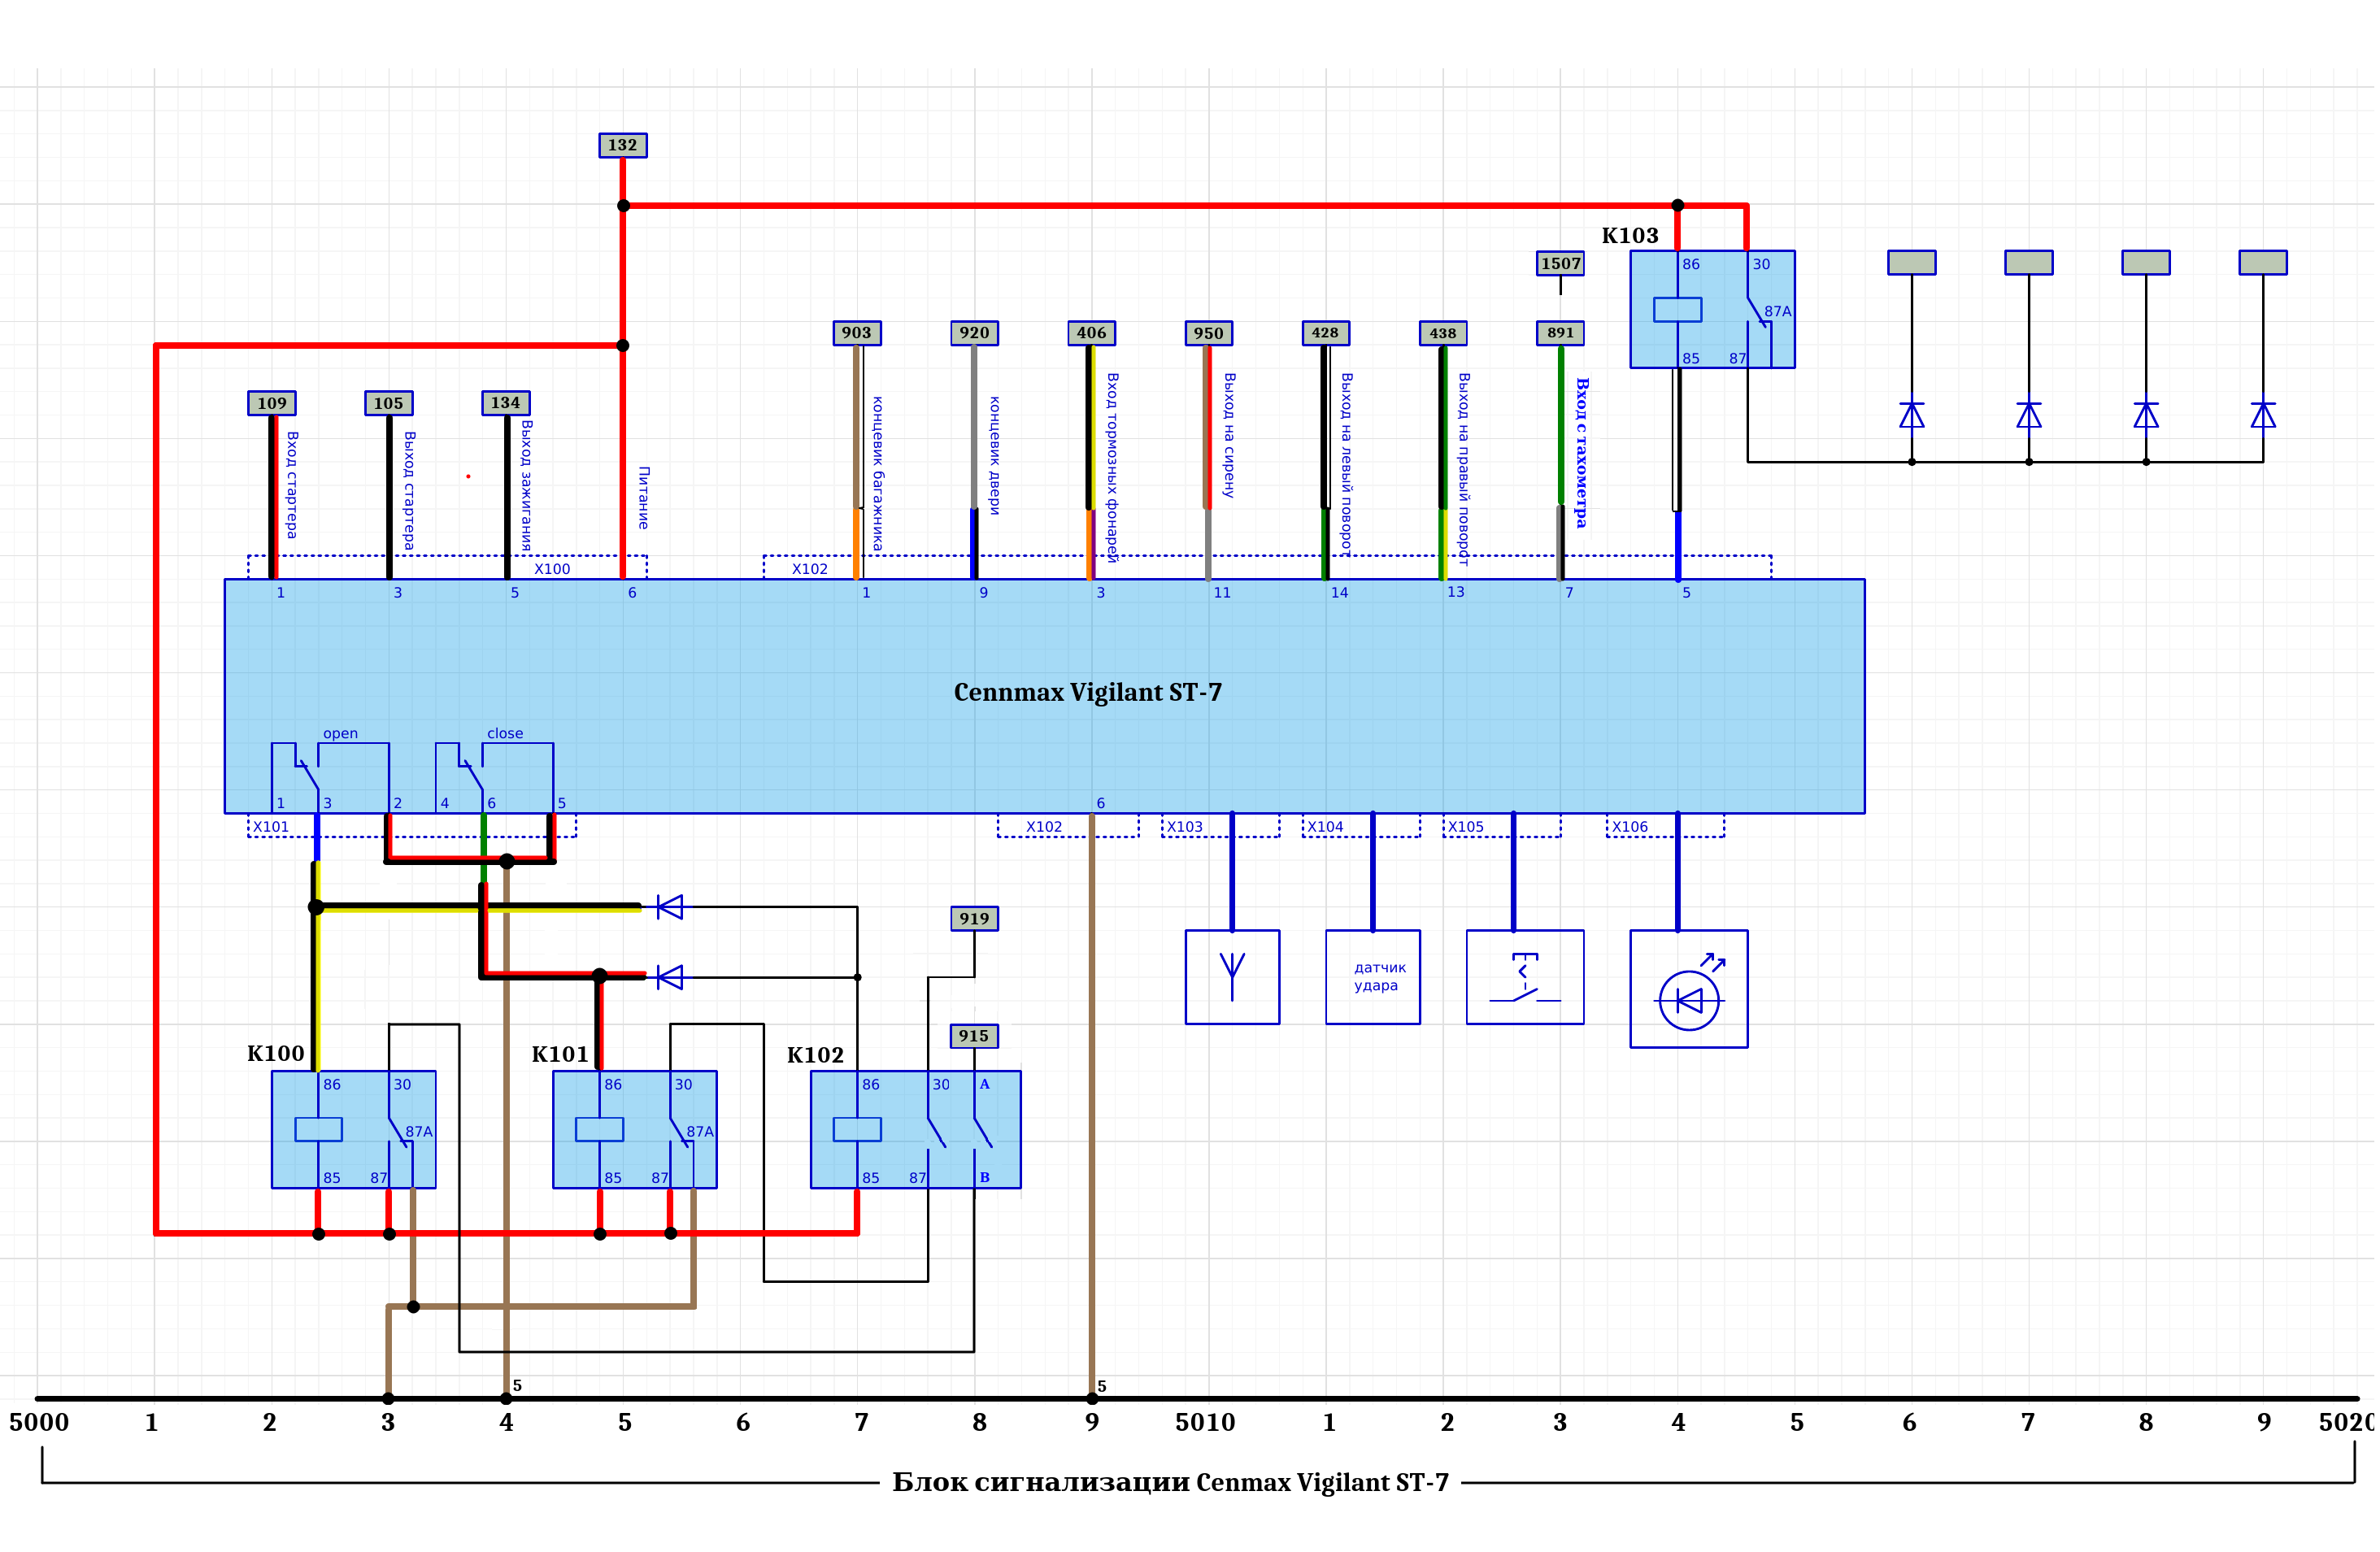 132
K103
1507
86
30
87A
85
87
903
920
406
950
428
438
891
109
105
134
Вход стартера
Выход стартера
Выход зажигания
Питание
концевик багажника
концевик двери
Вход тормозных фонарей
Выход на сирену
Выход на левый поворот
Выход на правый поворот
Вход с тахометра
X100
X102
1
3
5
6
1
9
3
11
14
13
7
5
Cennmax Vigilant ST-7
open
close
1
3
2
4
6
5
6
X101
X102
X103
X104
X105
X106
919
датчик
удара
915
K100
K101
K102
86
30
87A
85
87
86
30
87A
85
87
86
30
A
85
87
B
5
5
5000 1 2 3 4 5 6 7 8 9 5010 1 2 3 4 5 6 7 8 9 5020
Блок сигнализации Cenmax Vigilant ST-7